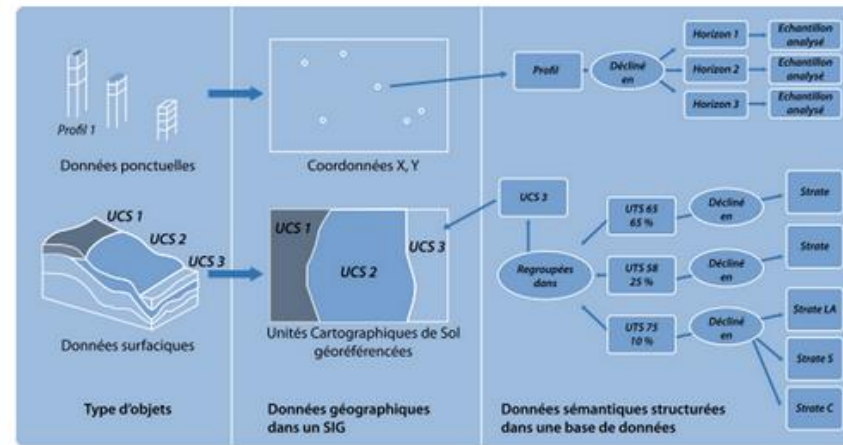 Profil 1
Données ponctuelles
UCS 1
UCS 2
UCS 3
Données surfaciques
Type d'objets
Coordonnées X, Y
UCS 1
UCS 2
UCS 3
Unités Cartographiques de Sol
géoréférencées
Données géographiques
dans un SIG
Profil
Décliné
en
Horizon 1
Echantillon
analysé
Horizon 2
Echantillon
analysé
Horizon 3
Echantillon
analysé
UCS 3
Regroupées
dans
UTS 65
65 %
Décliné
en
Strate
UTS 58
25 %
Décliné
en
Strate
UTS 75
10 %
Décliné
en
Strate LA
Strate S
Strate C
Données sémantiques structurées
dans une base de données